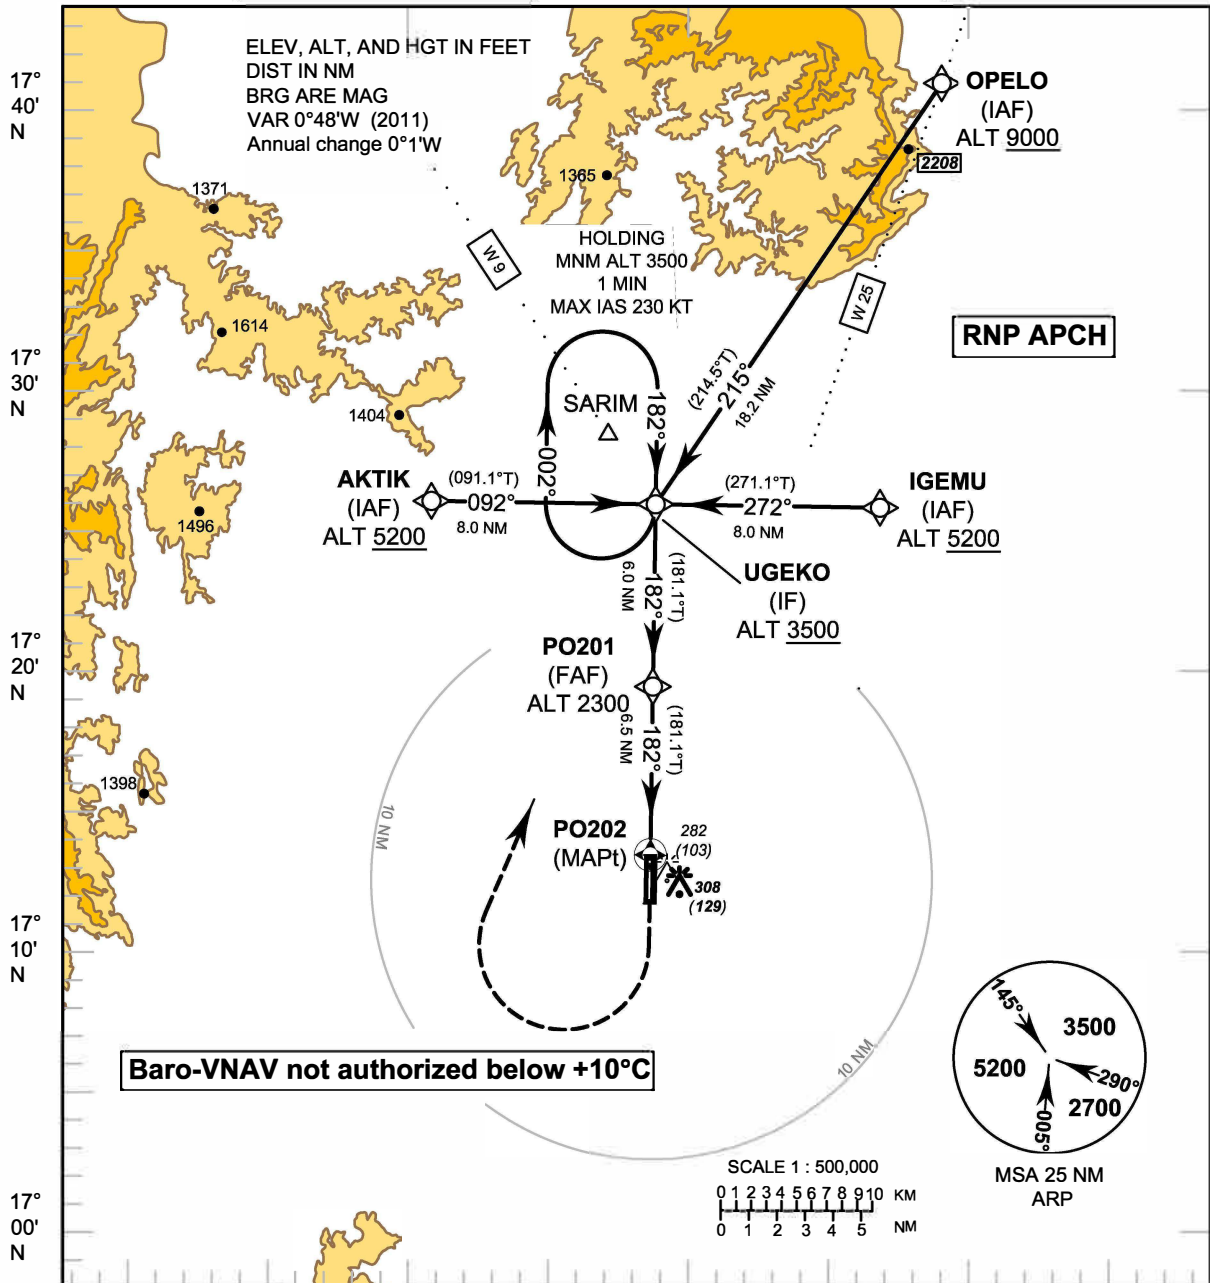 ELEV, ALT, AND HGT IN FEET
DIST IN NM
BRG ARE MAG
VAR 0°48'W (2011)
Annual change 0°1'W
17°
40'
N
OPELO
(IAF)
ALT 9000
2208
1365
1371
HOLDING
MNM ALT 3500
1 MIN
MAX IAS 230 KT
W 9
W 25
RNP APCH
1614
17°
30'
N
(214.5°T)
215°
18.2 NM
1404
SARIM
182°
002°
AKTIK
(IAF)
ALT 5200
(091.1°T)
092°
8.0 NM
(271.1°T)
272°
8.0 NM
IGEMU
(IAF)
ALT 5200
1496
UGEKO
(IF)
ALT 3500
(181.1°T)
182°
6.0 NM
17°
20'
N
PO201
(FAF)
ALT 2300
(181.1°T)
182°
6.5 NM
1398
10 NM
PO202
(MAPt)
282
(103)
308
(129)
17°
10'
N
Baro-VNAV not authorized below +10°C
10 NM
145°
3500
5200
290°
2700
005°
MSA 25 NM
ARP
SCALE 1 : 500,000
0 1 2 3 4 5 6 7 8 9 10 KM
0 1 2 3 4 5 NM
17°
00'
N